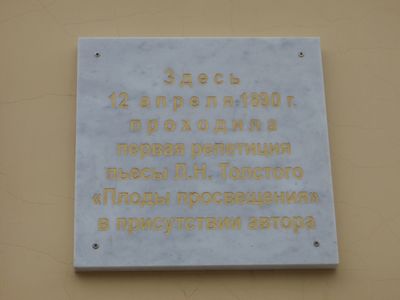 Здесь
12 апреля 1890 г.
проходила
первая репетиция
пьесы Л.Н. Толстого
«Плоды просвещения»
в присутствии автора